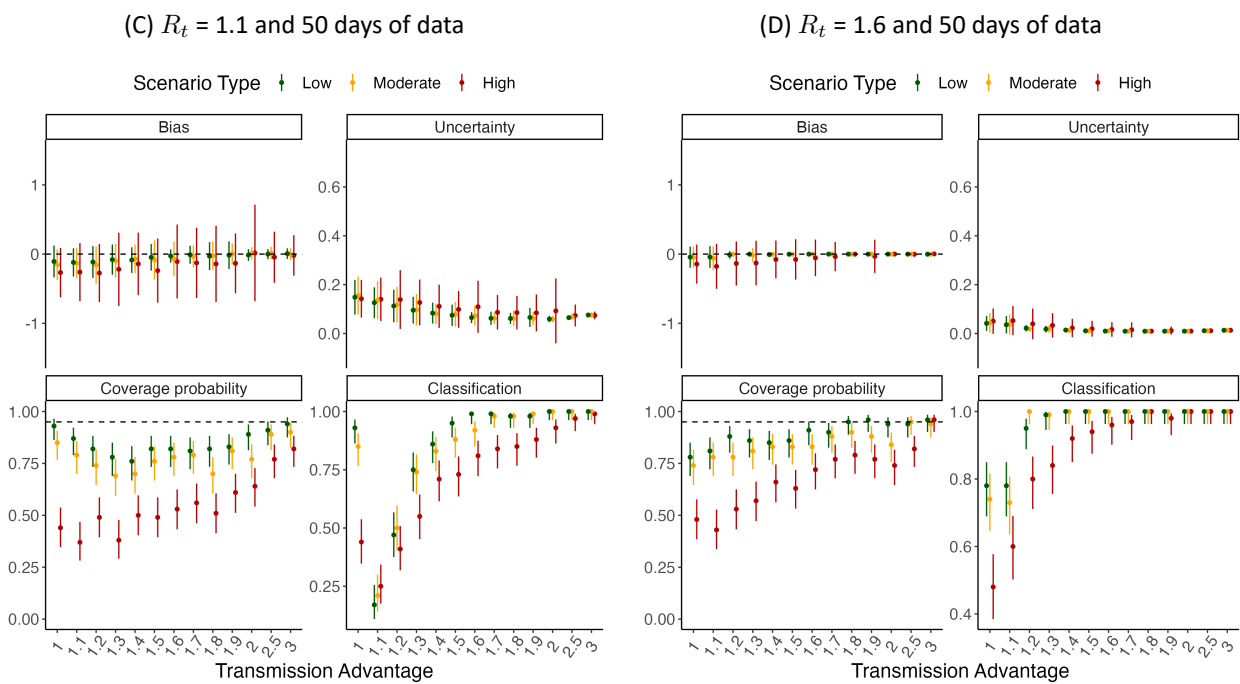 (C) Rt = 1.1 and 50 days of data
Scenario Type Low Moderate High
Bias
Uncertainty
1
0
-1
0.6
0.4
0.2
0.0
Coverage probability
Classification
1.00
0.75
0.50
0.25
0.00
1.00
0.75
0.50
0.25
1 1.1 1.2 1.3 1.4 1.5 1.6 1.7 1.8 1.9 2 2.5 3
1 1.1 1.2 1.3 1.4 1.5 1.6 1.7 1.8 1.9 2 2.5 3
Transmission Advantage
(D) Rt = 1.6 and 50 days of data
Scenario Type Low Moderate High
Bias
Uncertainty
1
0
-1
0.6
0.4
0.2
0.0
Coverage probability
Classification
1.00
0.75
0.50
0.25
0.00
1.0
0.8
0.6
0.4
1 1.1 1.2 1.3 1.4 1.5 1.6 1.7 1.8 1.9 2 2.5 3
1 1.1 1.2 1.3 1.4 1.5 1.6 1.7 1.8 1.9 2 2.5 3
Transmission Advantage